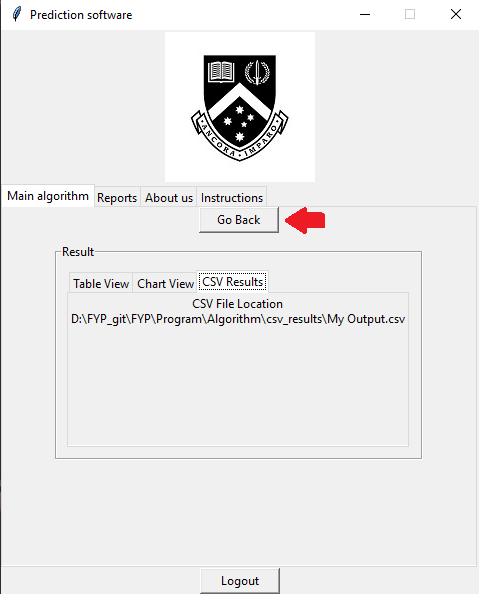 Prediction software
ANCORA IMPARO
Main algorithm Reports About us Instructions
Go Back
Result
Table View Chart View CSV Results
CSV File Location
D:\FYP_git\FYP\Program\Algorithm\csv_results\My Output.csv
Logout